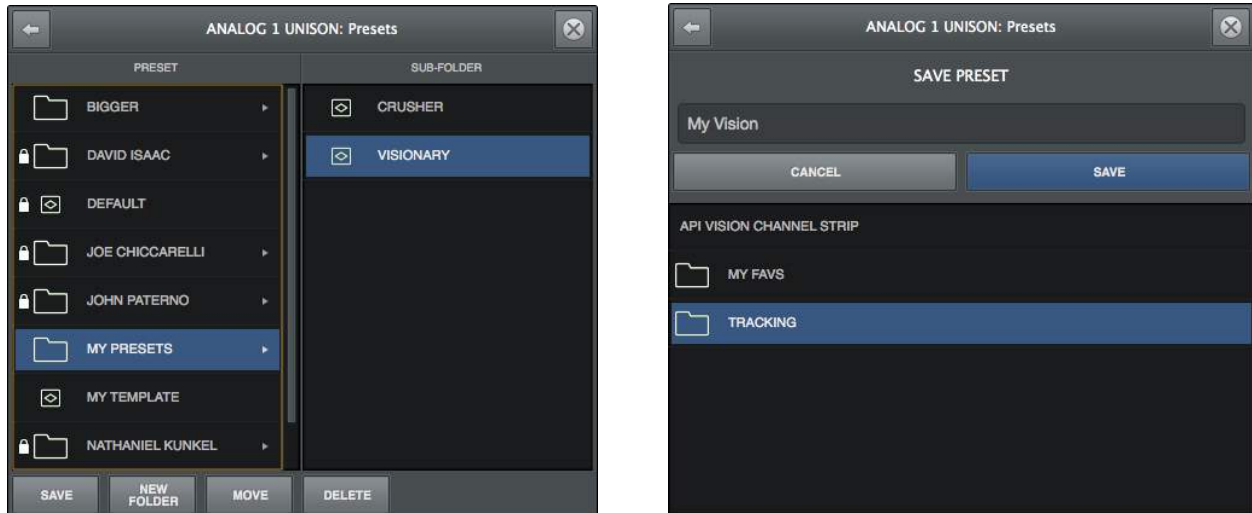 ANALOG 1 UNISON: Presets
PRESET
SUB-FOLDER
BIGGER
DAVID ISAAC
DEFAULT
JOE CHICCARELLI
JOHN PATERNO
MY PRESETS
MY TEMPLATE
NATHANIEL KUNKEL
CRUSHER
VISIONARY
SAVE
NEW
FOLDER
MOVE
DELETE
ANALOG 1 UNISON: Presets
SAVE PRESET
My Vision
CANCEL
SAVE
API VISION CHANNEL STRIP
MY FAVS
TRACKING